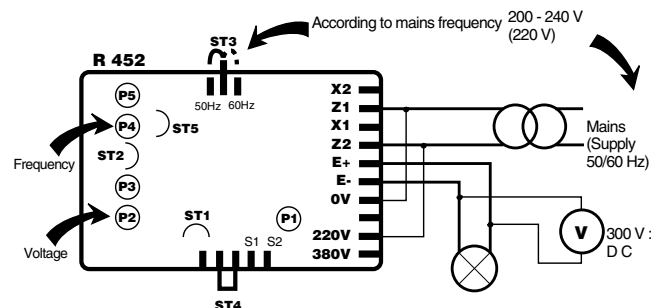 According to mains frequency
200 - 240 V
(220 V)
ST3
R 452
50Hz
60Hz
P5
P4
ST5
ST2
P3
P2
ST1
P1
S1
S2
ST4
Frequency
Voltage
X2
Z1
X1
Z2
E+
E-
0V
220V
380V
Mains
(Supply
50/60 Hz)
V
300 V :
D C